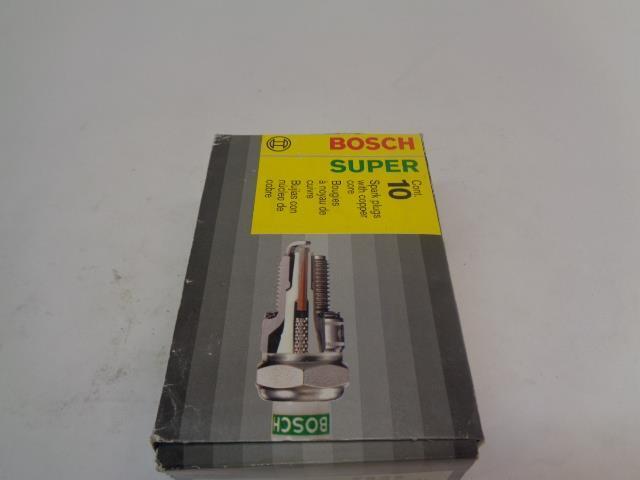 BOSCH
SUPER
Cont.
10
Spark plugs
with copper
core
Bougies
à noyau de
cuivre
Bujías con
núcleo de
cobre
BOSCH